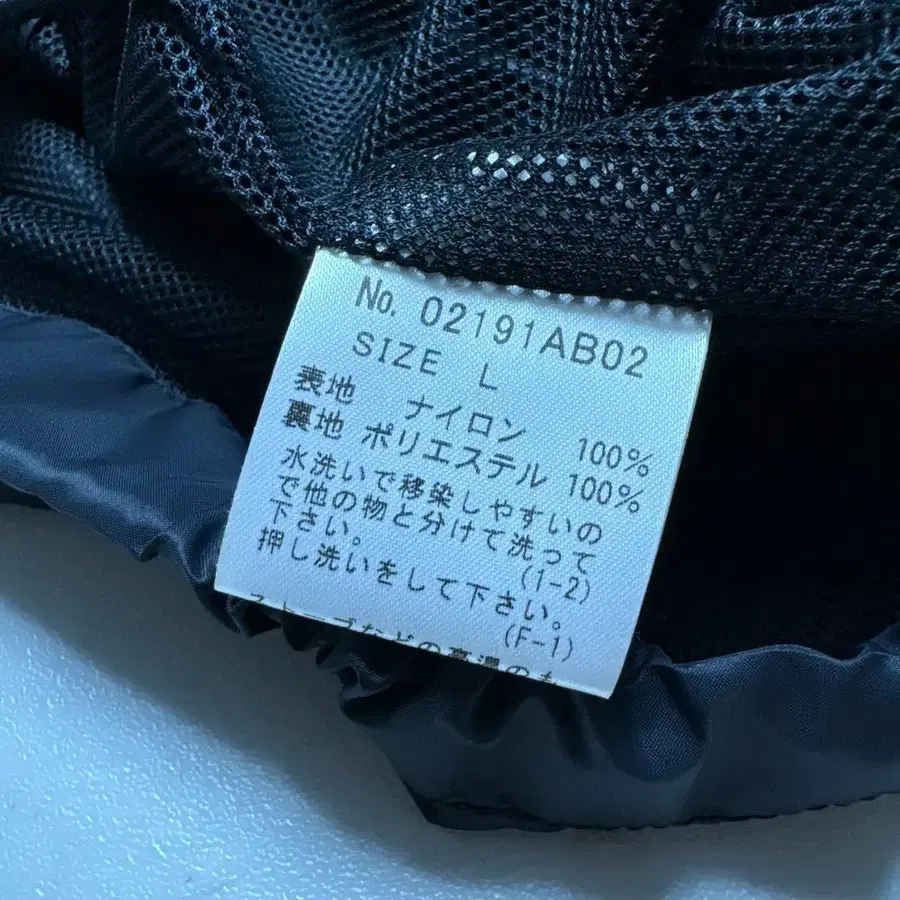 No. 02191AB02
SIZE L
表地 ナイロン 100%
裏地 ポリエステル 100%
水洗いで移染しやすいの
で他の物と分けて洗って
下さい。 (1-2)
押し洗いをして下さい。
(F-1)